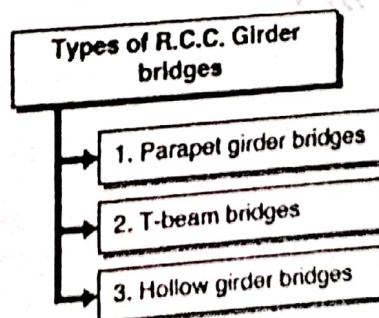 Types of R.C.C. Girder
bridges
1. Parapet girder bridges
2. T-beam bridges
3. Hollow girder bridges